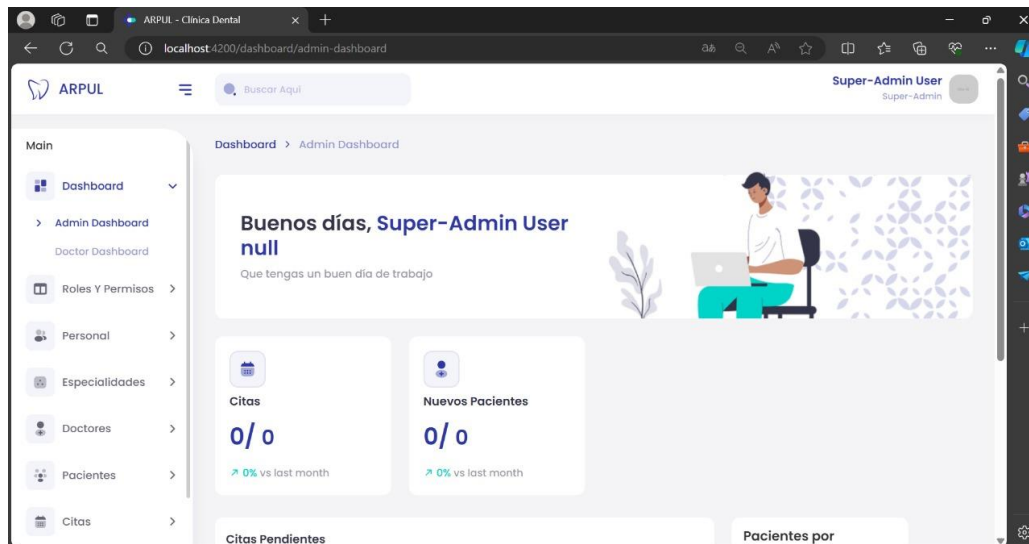 ARPUL - Clínica Dental
localhost:4200/dashboard/admin-dashboard
ARPUL
Buscar Aquí
Super-Admin User
Super-Admin
Main
Dashboard
Admin Dashboard
Doctor Dashboard
Roles Y Permisos
Personal
Especialidades
Doctores
Pacientes
Citas
Dashboard > Admin Dashboard
Buenos días, Super-Admin User
null
Que tengas un buen día de trabajo
Citas
0/ 0
0% vs last month
Nuevos Pacientes
0/ 0
0% vs last month
Citas Pendientes
Pacientes por